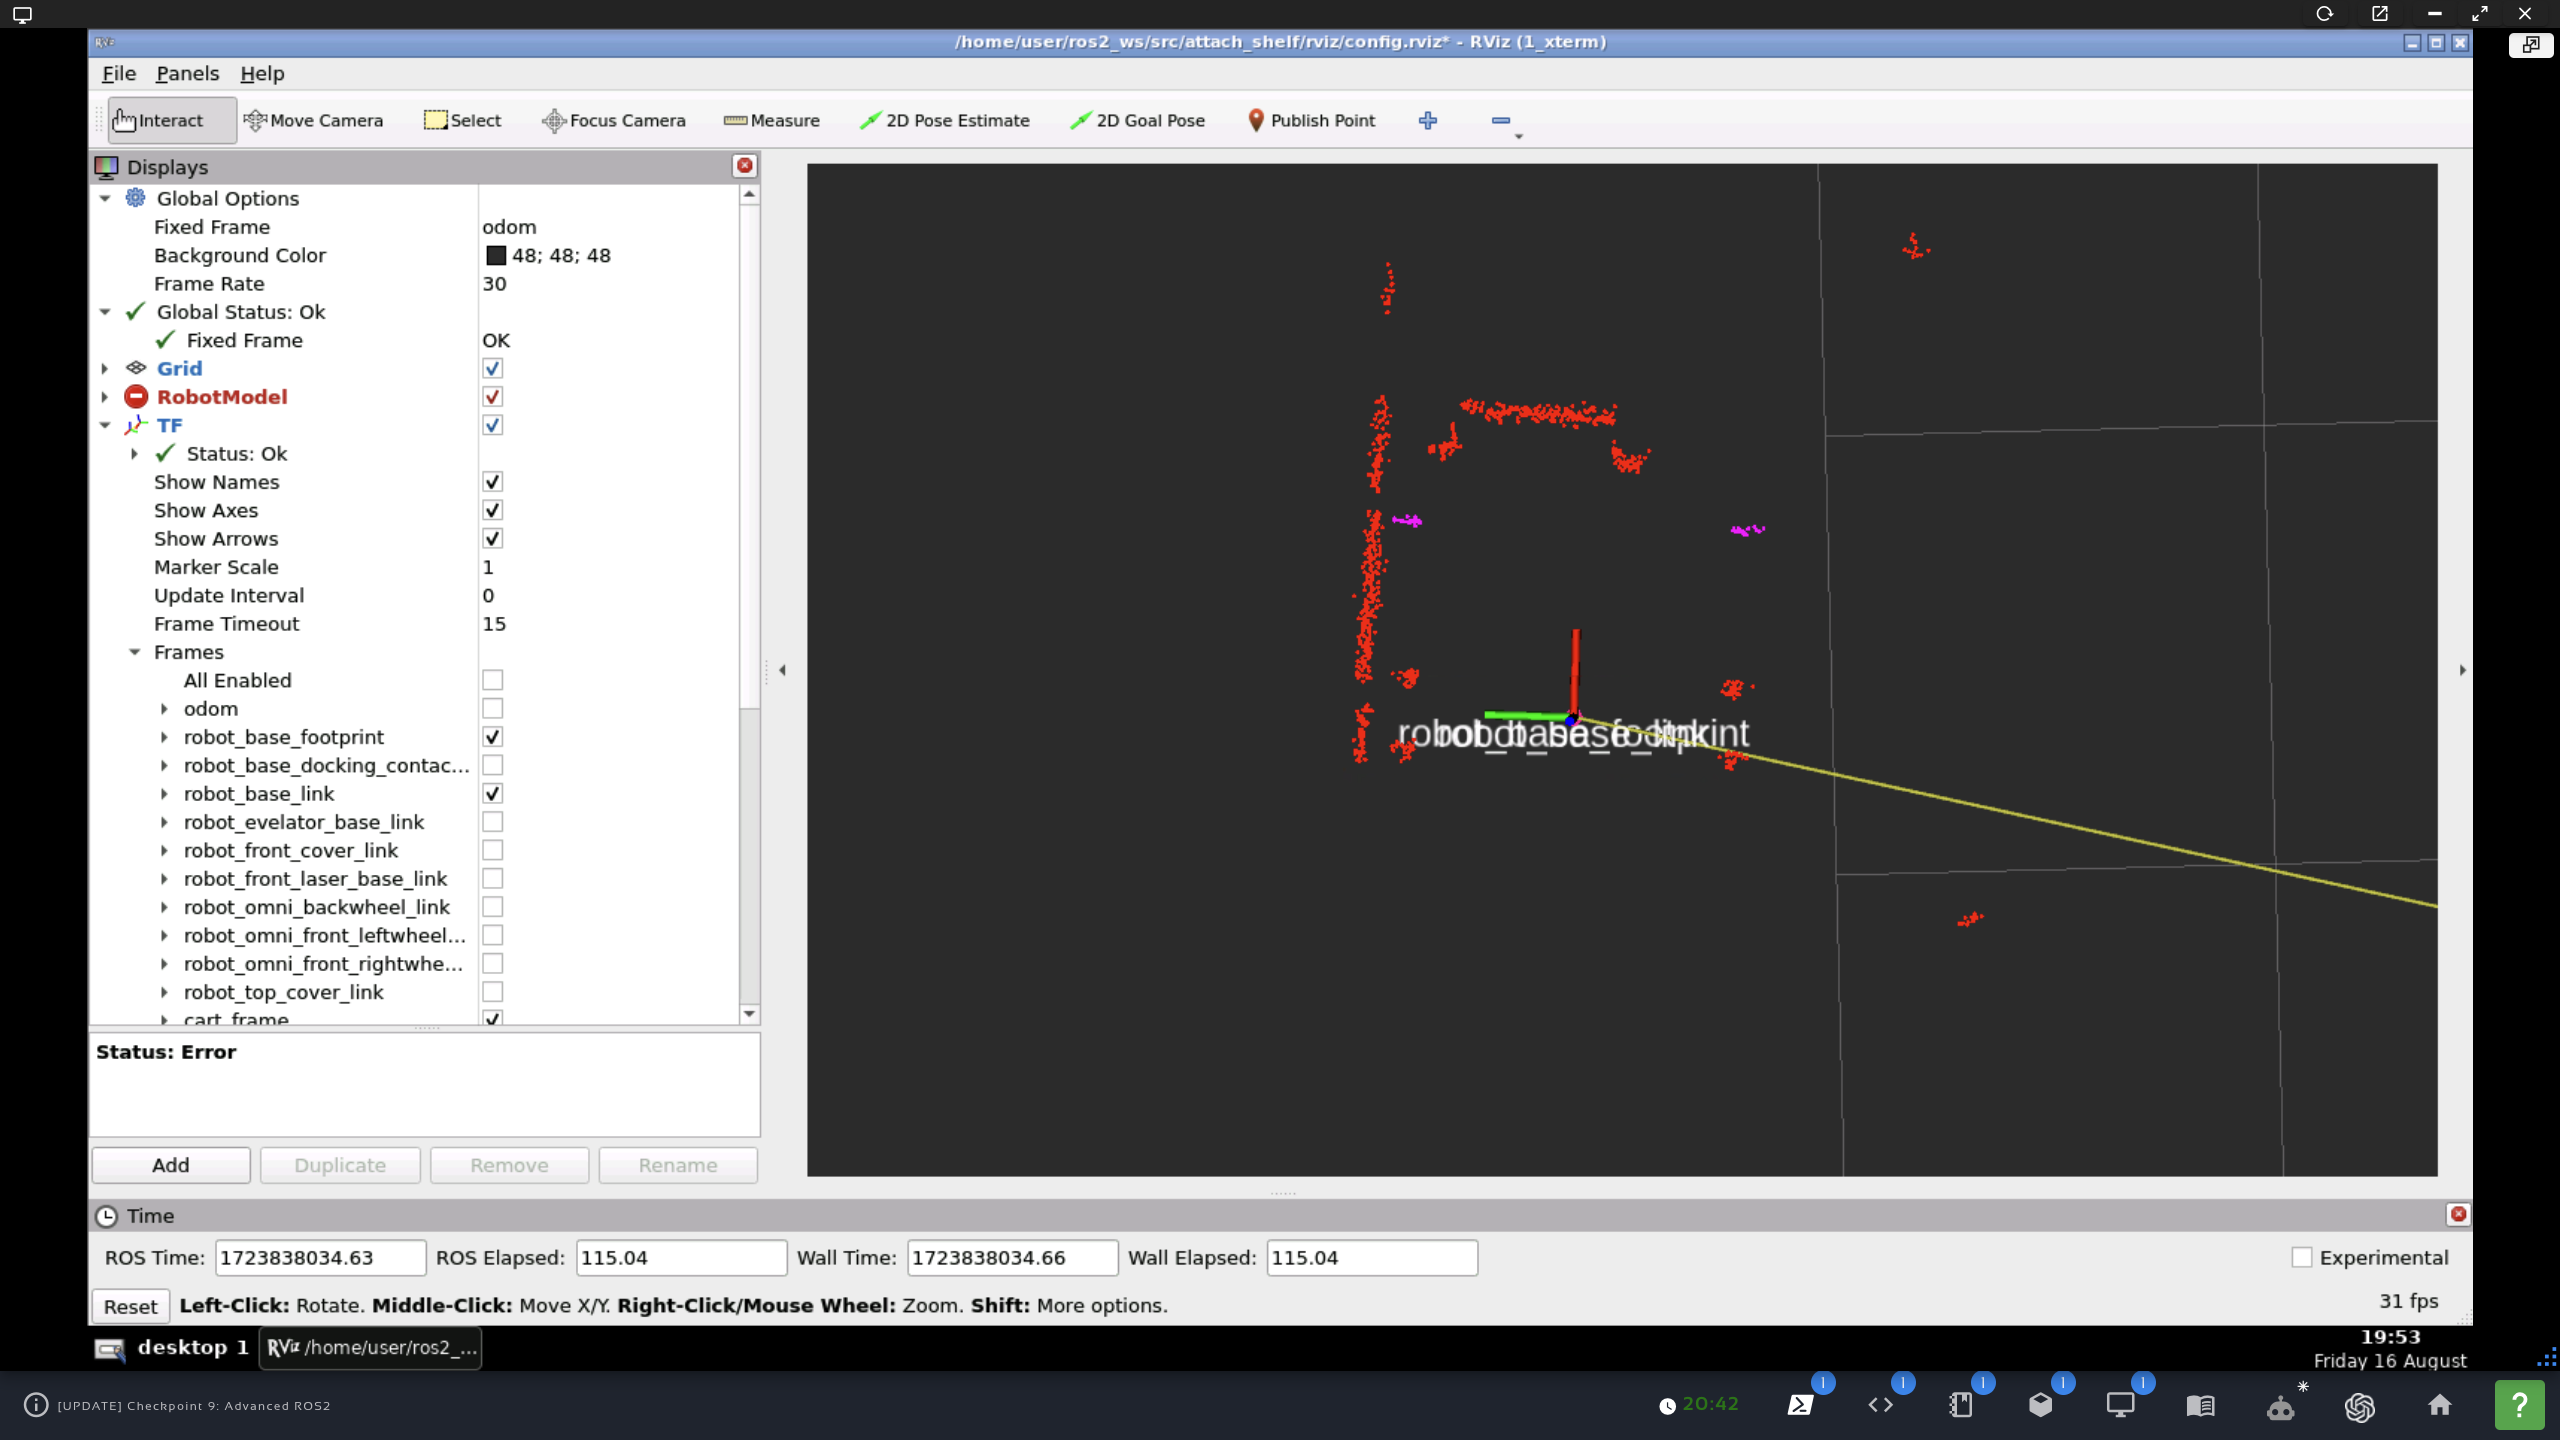 /home/user/ros2_ws/src/attach_shelf/rviz/config.rviz* - RViz (1_xterm)
File Panels Help
Interact Move Camera Select Focus Camera Measure 2D Pose Estimate 2D Goal Pose Publish Point
Displays
Global Options
Fixed Frame odom
Background Color 48; 48; 48
Frame Rate 30
Global Status: Ok
Fixed Frame OK
Grid
RobotModel
TF
Status: Ok
Show Names
Show Axes
Show Arrows
Marker Scale 1
Update Interval 0
Frame Timeout 15
Frames
All Enabled
odom
robot_base_footprint
robot_base_docking_contac...
robot_base_link
robot_evelator_base_link
robot_front_cover_link
robot_front_laser_base_link
robot_omni_backwheel_link
robot_omni_front_leftwheel...
robot_omni_front_rightwhe...
robot_top_cover_link
cart_frame
Status: Error
Add Duplicate Remove Rename
Time
ROS Time: 1723838034.63 ROS Elapsed: 115.04 Wall Time: 1723838034.66 Wall Elapsed: 115.04 Experimental
Reset Left-Click: Rotate. Middle-Click: Move X/Y. Right-Click/Mouse Wheel: Zoom. Shift: More options. 31 fps
desktop 1 RViz /home/user/ros2_...
19:53
Friday 16 August
[UPDATE] Checkpoint 9: Advanced ROS2
20:42 1 1 1 1 1 ?